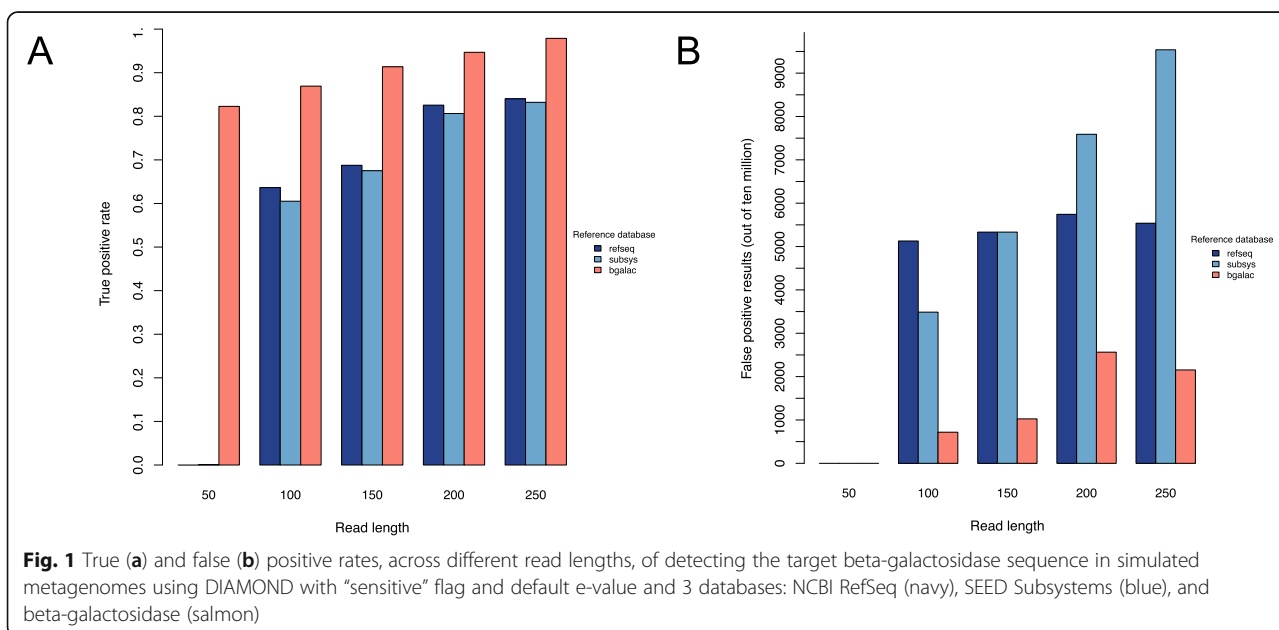 A
1.
0.9
0.8
0.7
0.6
0.5
0.4
0.3
0.2
0.1
0.0
True positive rate
50 100 150 200 250
Read length
Reference database
refseq
subsys
bgalac
B
9000
8000
7000
6000
5000
4000
3000
2000
1000
0
False positive results (out of ten million)
50 100 150 200 250
Read length
Reference database
refseq
subsys
bgalac
Fig. 1 True (a) and false (b) positive rates, across different read lengths, of detecting the target beta-galactosidase sequence in simulated
metagenomes using DIAMOND with “sensitive” flag and default e-value and 3 databases: NCBI RefSeq (navy), SEED Subsystems (blue), and
beta-galactosidase (salmon)